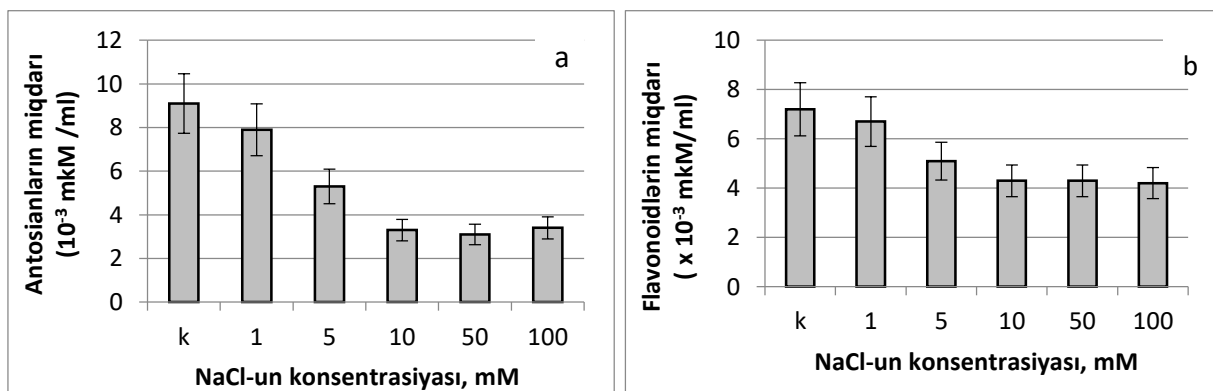 12
10
8
6
4
2
0
Antosianların miqdarı
(10⁻³ mkM /ml)
a
k 1 5 10 50 100
NaCl-un konsentrasiyası, mM
10
8
6
4
2
0
Flavonoidlərin miqdarı
( x 10⁻³ mkM/ml)
b
k 1 5 10 50 100
NaCl-un konsentrasiyası, mM